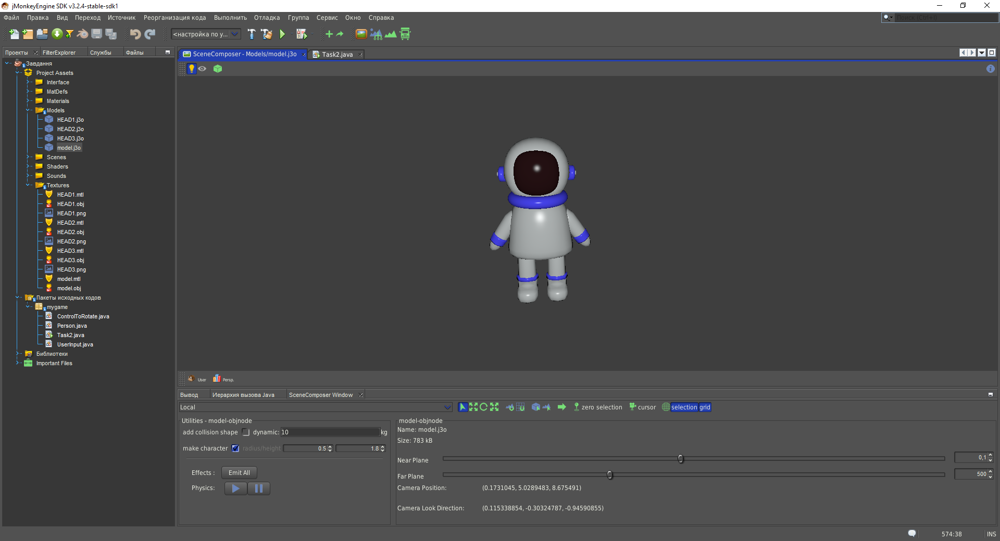 jMonkeyEngine SDK v3.2.4-stable-sdk1
Файл Правка Вид Переход Источник Реорганизация кода Выполнить Отладка Группа Сервис Окно Справка
Поиск (Ctrl+I)
<настройка по у...
Проекты FilterExplorer Службы Файлы
SceneComposer - Models/model.j3o Task2.java
Завдання
Project Assets
Interface
MatDefs
Materials
Models
HEAD1.j3o
HEAD2.j3o
HEAD3.j3o
model.j3o
Scenes
Shaders
Sounds
Textures
HEAD1.mtl
HEAD1.obj
HEAD1.png
HEAD2.mtl
HEAD2.obj
HEAD2.png
HEAD3.mtl
HEAD3.obj
HEAD3.png
model.mtl
model.obj
Пакеты исходных кодов
mygame
ControlToRotate.java
Person.java
Task2.java
UserInput.java
Библиотеки
Important Files
User Persp.
Вывод Иерархия вызова Java SceneComposer Window
Local
zero selection cursor selection grid
Utilities - model-objnode
add collision shape dynamic: 10 kg
make character radius/height 0.5 1.8
Effects : Emit All
Physics:
model-objnode
Name: model.j3o
Size: 783 kB
Near Plane 0,1
Far Plane 500
Camera Position: (0.1731045, 5.0289483, 8.675491)
Camera Look Direction: (0.115338854, -0.30324787, -0.94590855)
574:38 INS